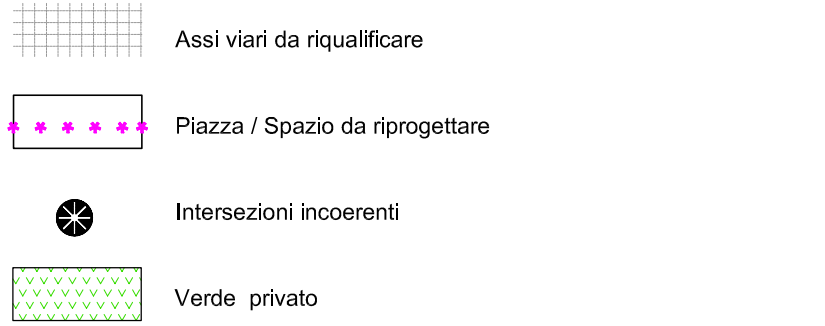 Assi viari da riqualificare
Piazza / Spazio da riprogettare
Intersezioni incoerenti
Verde privato